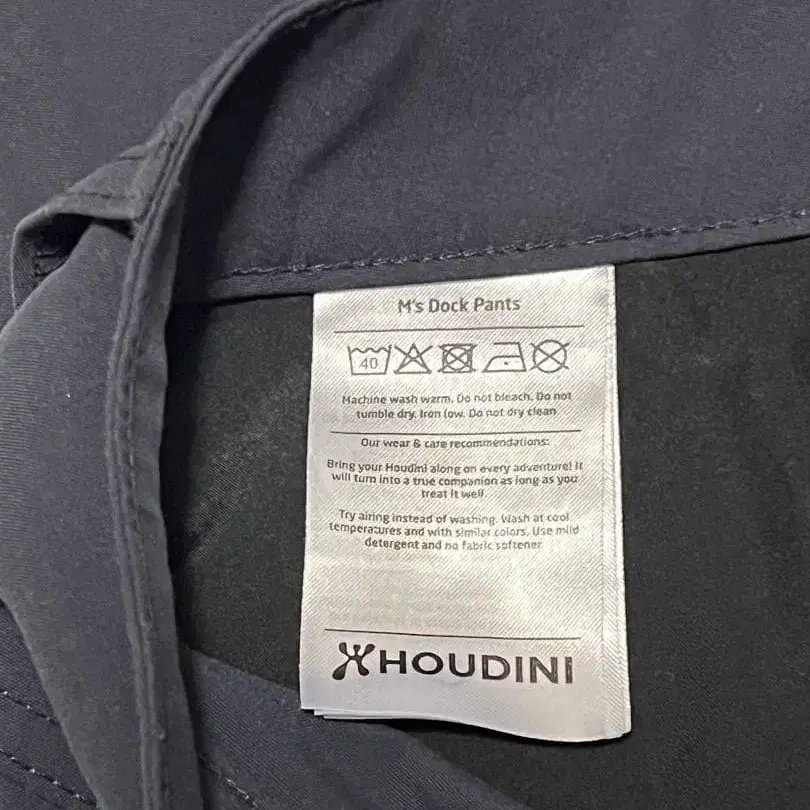 M's Dock Pants
40
Machine wash warm. Do not bleach. Do not
tumble dry. Iron low. Do not dry clean
Our wear & care recommendations:
Bring your Houdini along on every adventure! It
will turn into a true companion as long as you
treat it well.
Try airing instead of washing. Wash at cool
temperatures and with similar colors. Use mild
detergent and no fabric softener
HOUDINI